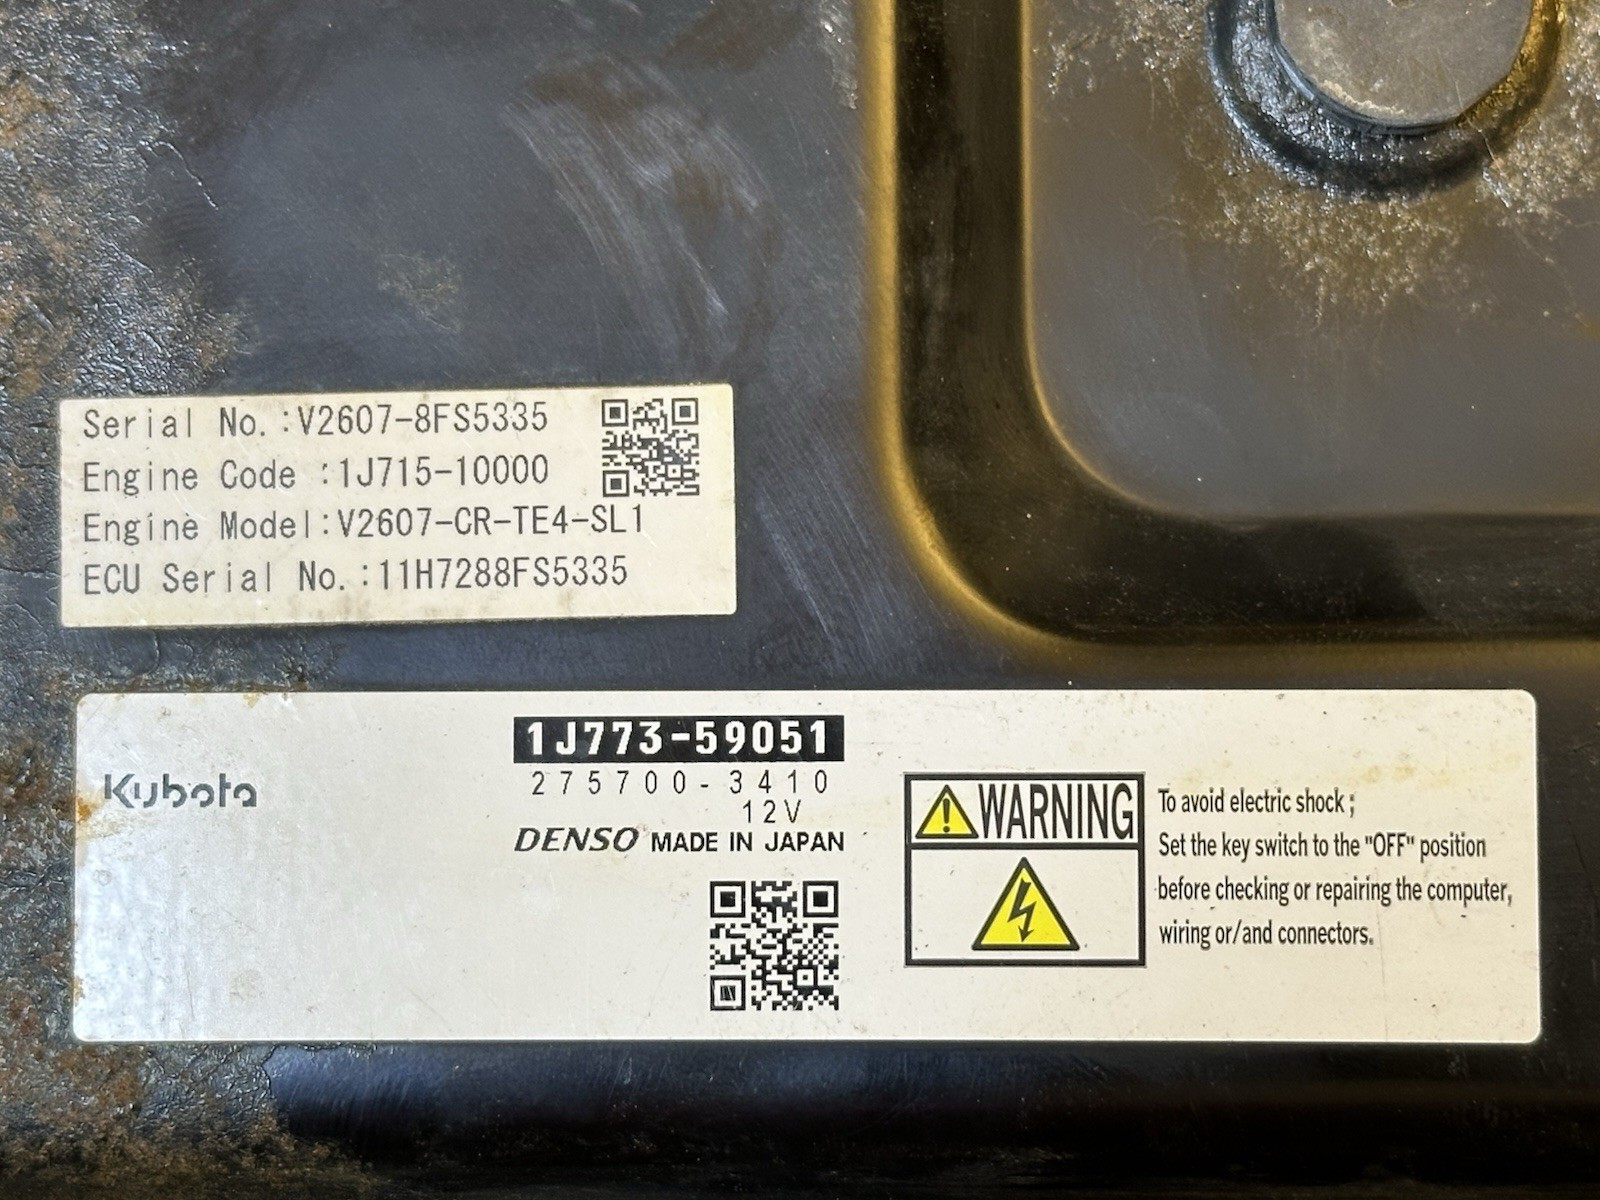 Serial No.:V2607-8FS5335
Engine Code :1J715-10000
Engine Model:V2607-CR-TE4-SL1
ECU Serial No.:11H7288FS5335
Kubota
1J773-59051
275700-3410
12V
DENSO MADE IN JAPAN
WARNING
To avoid electric shock;
Set the key switch to the "OFF" position
before checking or repairing the computer,
wiring or/and connectors.